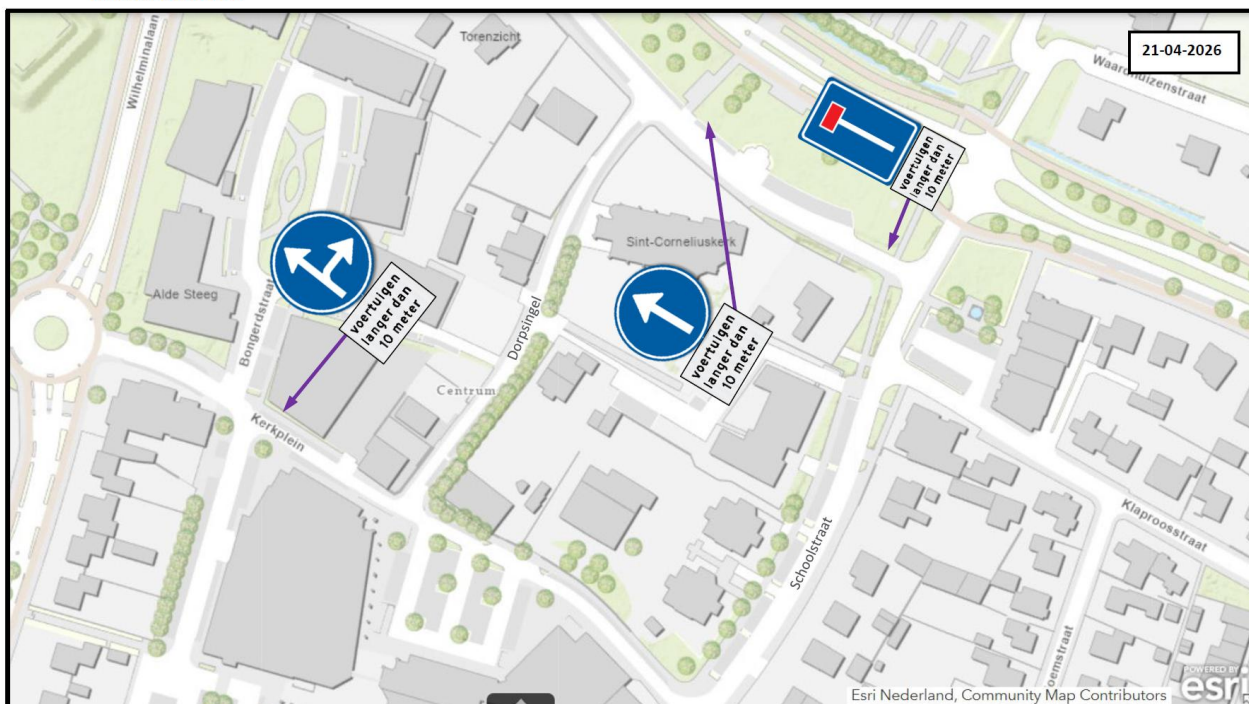 21-04-2026
Torenzicht
Wilhelminalaan
voertuigen
langer dan
10 meter
Sint-Corneliuskerk
Alde Steeg
voertuigen
langer dan
10 meter
Bongerdstraat
Dorpsingel
voertuigen
langer dan
10 meter
Centrum
Kerkplein
Klaproosstraat
Schoolstraat
POWERED BY
esri
Esri Nederland, Community Map Contributors